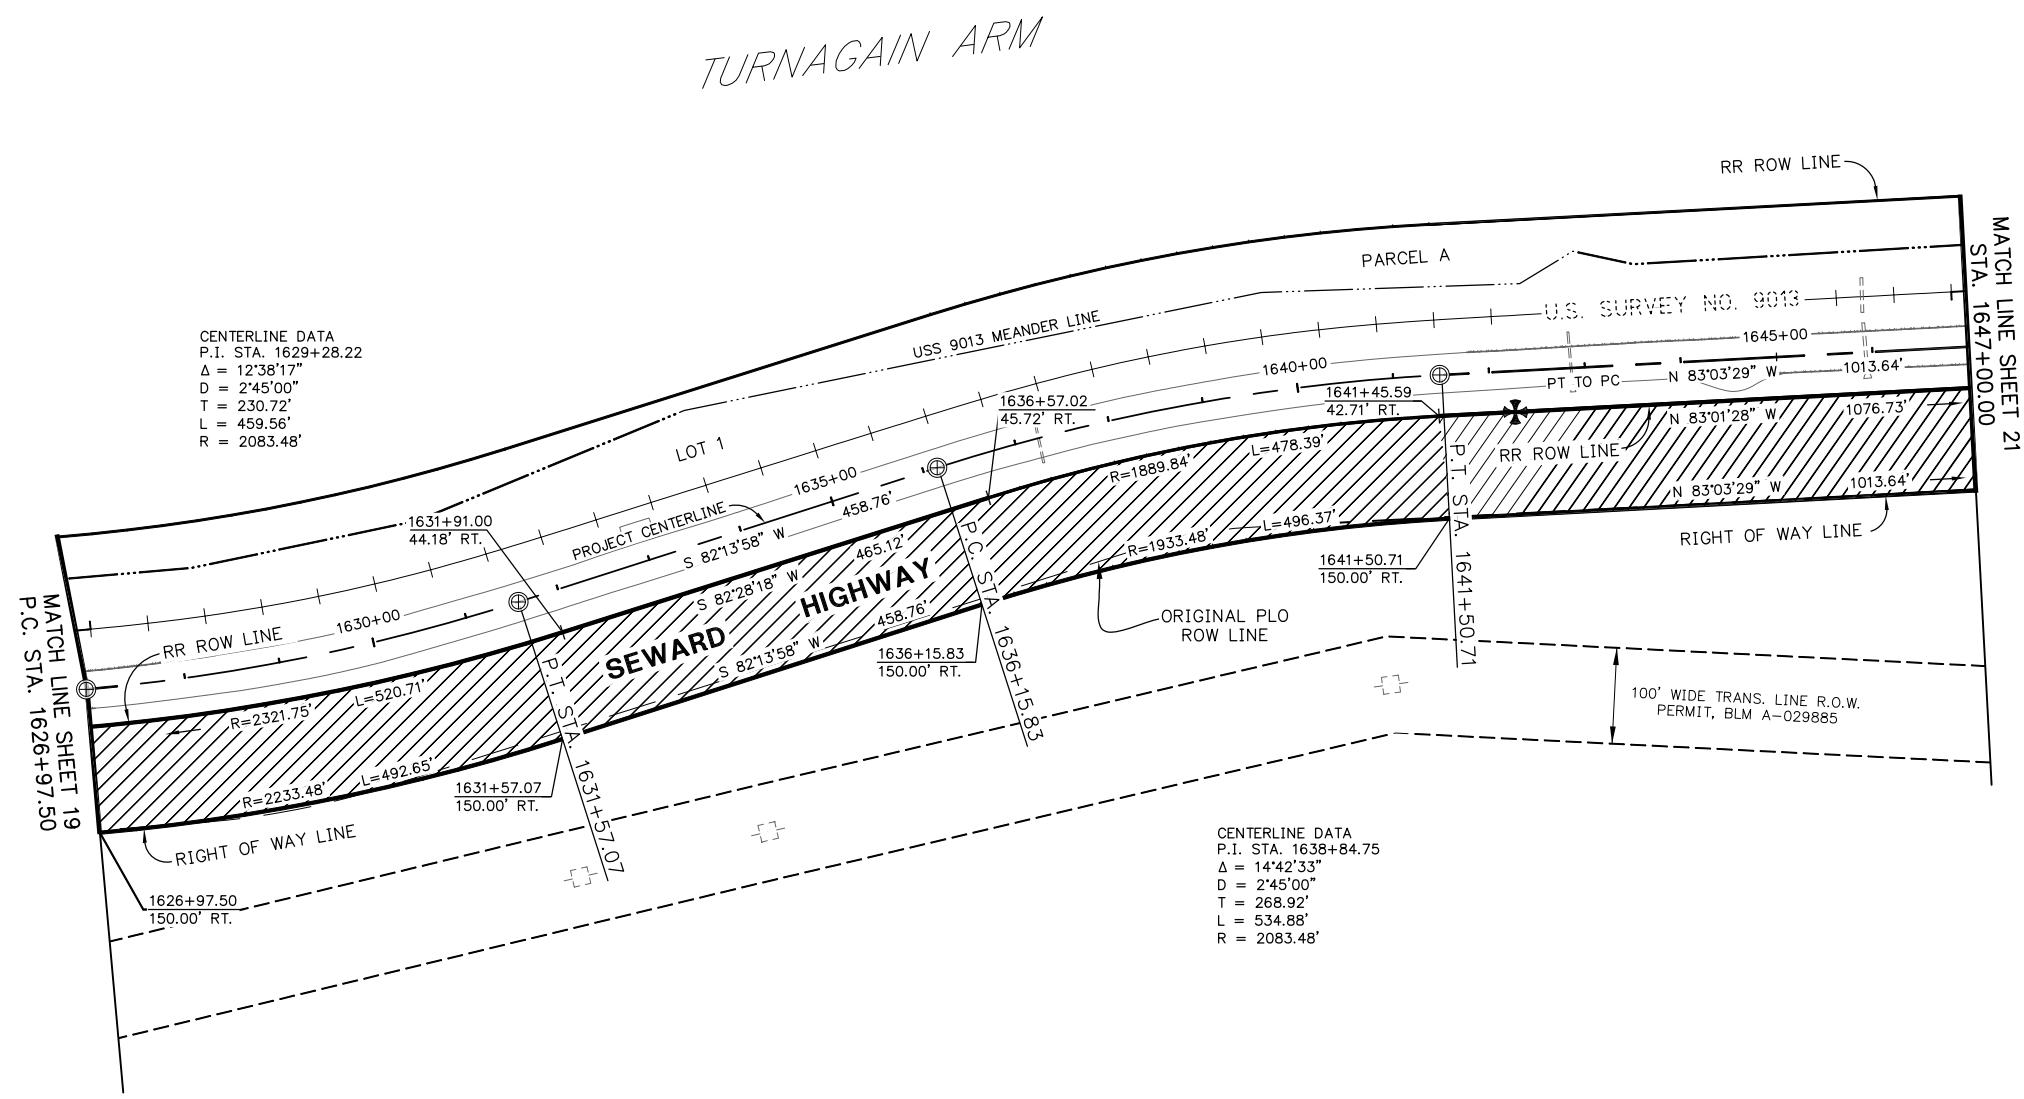 TURNAGAIN ARM
RR ROW LINE
MATCH LINE SHEET 21
STA. 1647+00.00
PARCEL A
U.S. SURVEY NO. 9013
USS 9013 MEANDER LINE
1645+00
CENTERLINE DATA
P.I. STA. 1629+28.22
Δ = 12°38'17"
D = 2°45'00"
T = 230.72'
L = 459.56'
R = 2083.48'
1640+00
PT TO PC
N 83°03'29" W
1013.64'
1641+45.59
42.71' RT.
1636+57.02
45.72' RT.
N 83°01'28" W
1076.73'
LOT 1
L=478.39'
R=1889.84'
RR ROW LINE
1635+00
N 83°03'29" W
1013.64'
458.76'
PROJECT CENTERLINE
S 82°13'58" W
1631+91.00
44.18' RT.
P.T. STA. 1641+50.71
RIGHT OF WAY LINE
L=496.37'
R=1933.48'
465.12'
S 82°28'18" W
P.C. STA. 1636+15.83
1641+50.71
150.00' RT.
SEWARD HIGHWAY
ORIGINAL PLO
ROW LINE
458.76'
S 82°13'58" W
1636+15.83
150.00' RT.
1630+00
RR ROW LINE
MATCH LINE SHEET 19
P.C. STA. 1626+97.50
L=520.71'
R=2321.75'
P.T. STA. 1631+57.07
100' WIDE TRANS. LINE R.O.W.
PERMIT, BLM A-029885
L=492.65'
R=2233.48'
1631+57.07
150.00' RT.
RIGHT OF WAY LINE
1626+97.50
150.00' RT.
CENTERLINE DATA
P.I. STA. 1638+84.75
Δ = 14°42'33"
D = 2°45'00"
T = 268.92'
L = 534.88'
R = 2083.48'